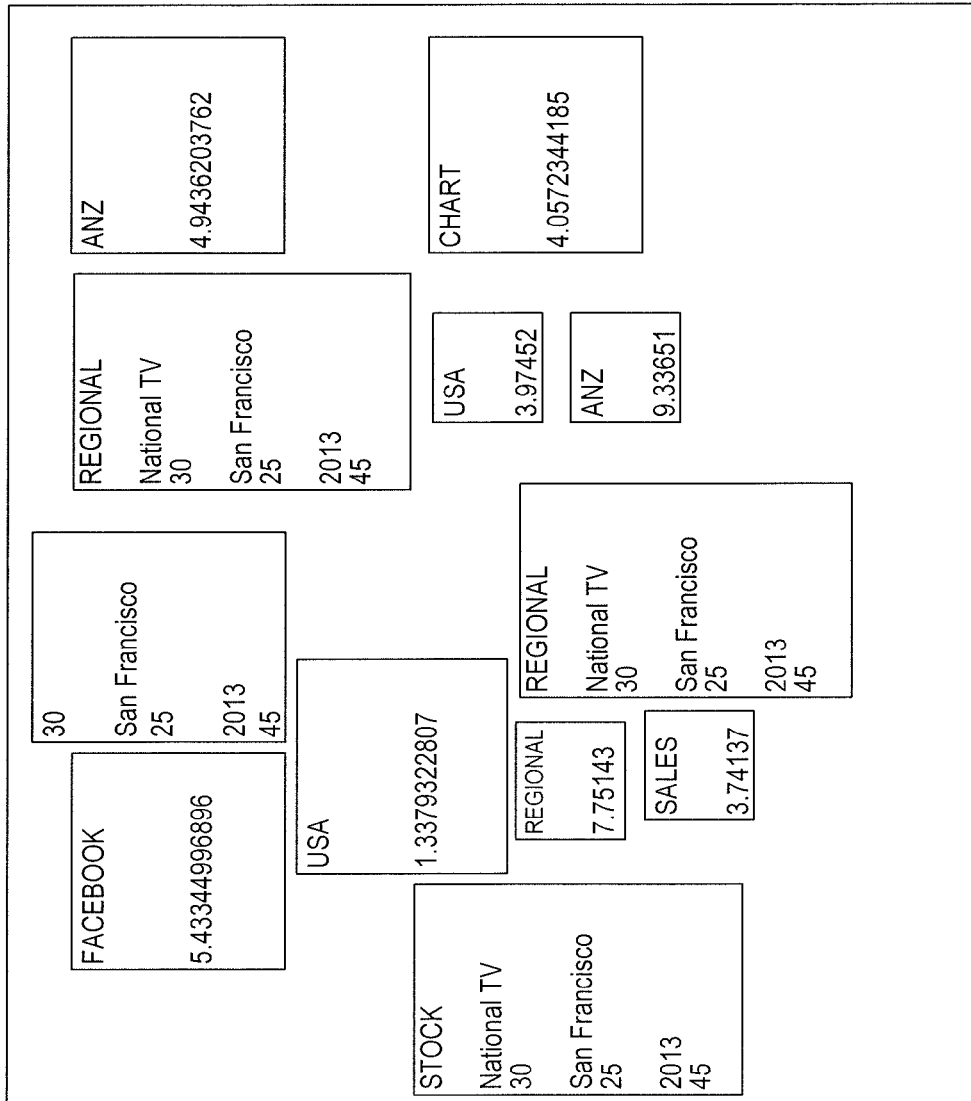 FACEBOOK
5.43344996896
30
San Francisco
25
2013
45
REGIONAL
National TV
30
San Francisco
25
2013
45
ANZ
4.9436203762
USA
1.3379322807
STOCK
National TV
30
San Francisco
25
2013
45
REGIONAL
7.75143
SALES
3.74137
REGIONAL
National TV
30
San Francisco
25
2013
45
USA
3.97452
ANZ
9.33651
CHART
4.0572344185